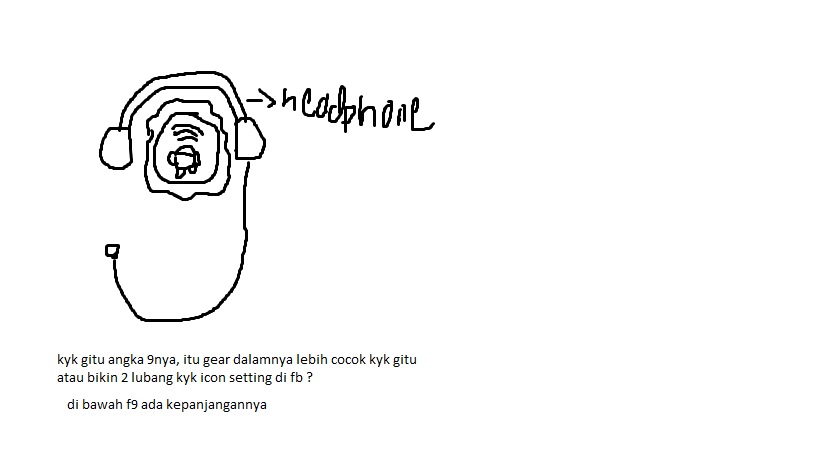 headphone
kyk gitu angka 9nya, itu gear dalamnya lebih cocok kyk gitu
atau bikin 2 lubang kyk icon setting di fb ?
di bawah f9 ada kepanjangannya